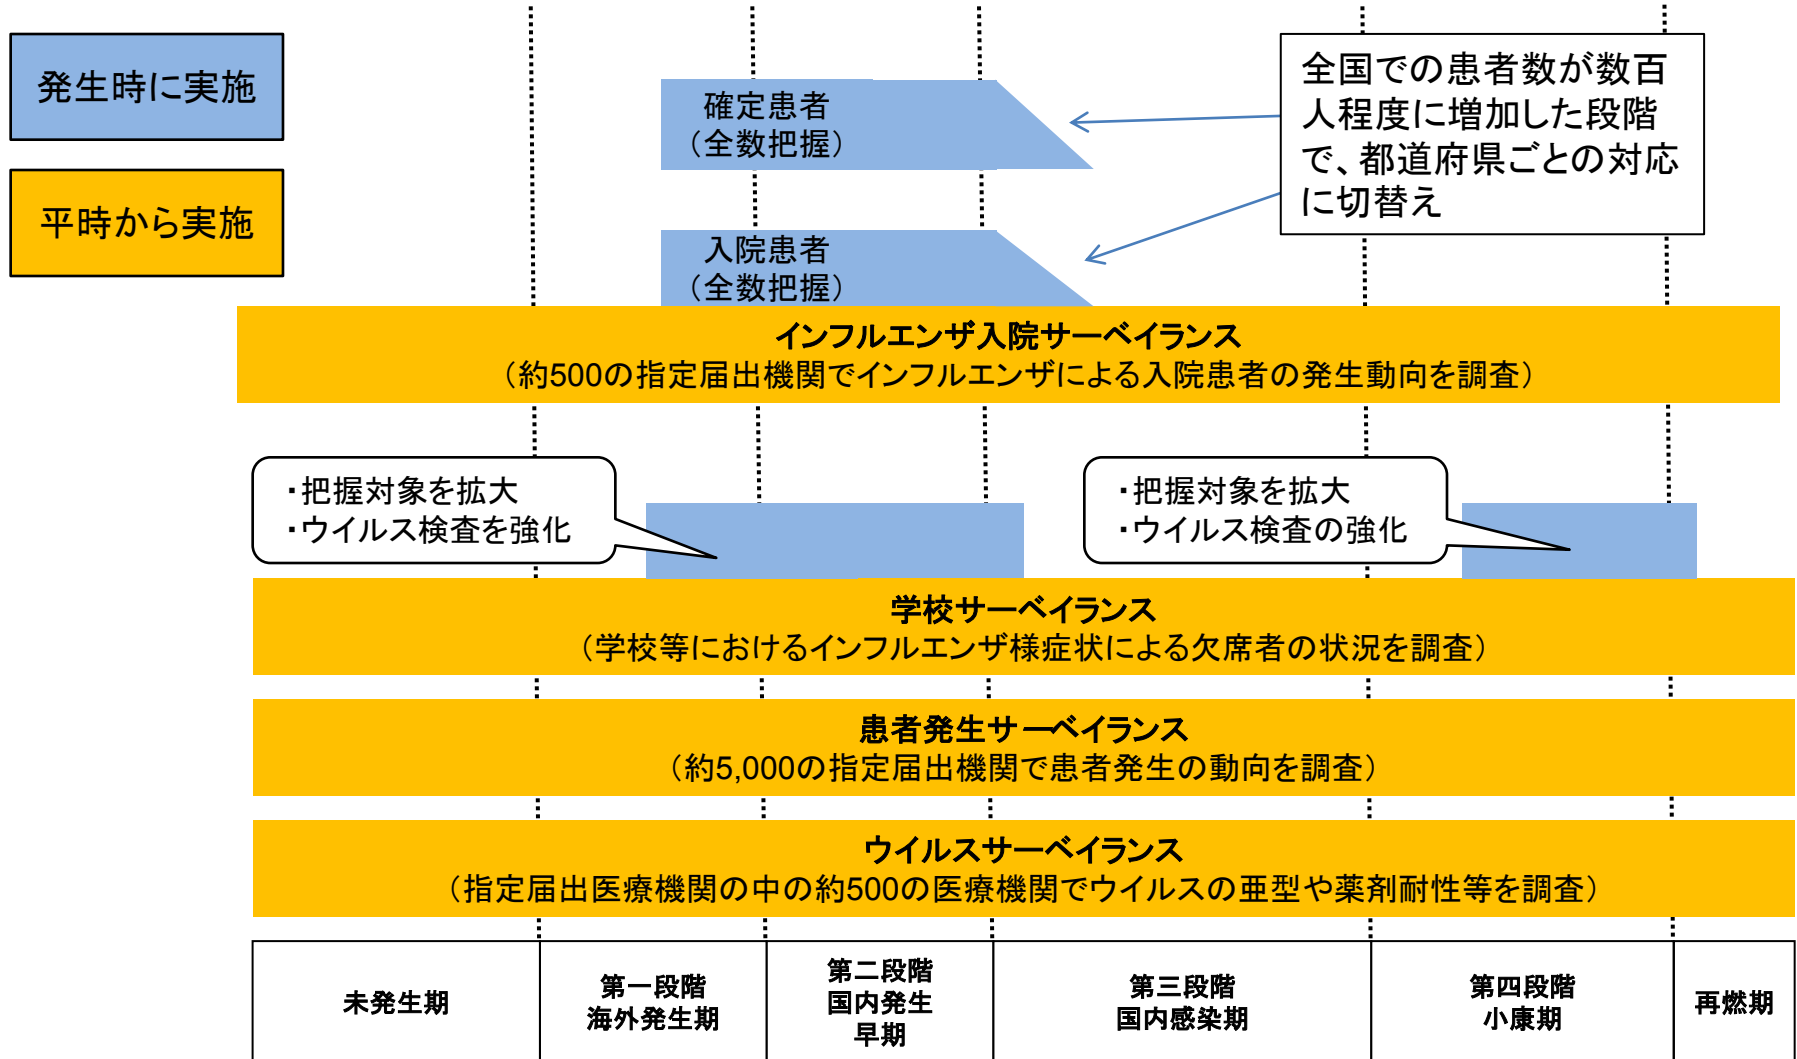 発生時に実施
平時から実施
確定患者
（全数把握）
全国での患者数が数百
人程度に増加した段階
で、都道府県ごとの対応
に切替え
入院患者
（全数把握）
インフルエンザ入院サーベイランス
（約500の指定届出機関でインフルエンザによる入院患者の発生動向を調査）
・把握対象を拡大
・ウイルス検査を強化
・把握対象を拡大
・ウイルス検査の強化
学校サーベイランス
（学校等におけるインフルエンザ様症状による欠席者の状況を調査）
患者発生サーベイランス
（約5,000の指定届出機関で患者発生の動向を調査）
ウイルスサーベイランス
（指定届出医療機関の中の約500の医療機関でウイルスの亜型や薬剤耐性等を調査）
未発生期
第一段階
海外発生期
第二段階
国内発生
早期
第三段階
国内感染期
第四段階
小康期
再燃期